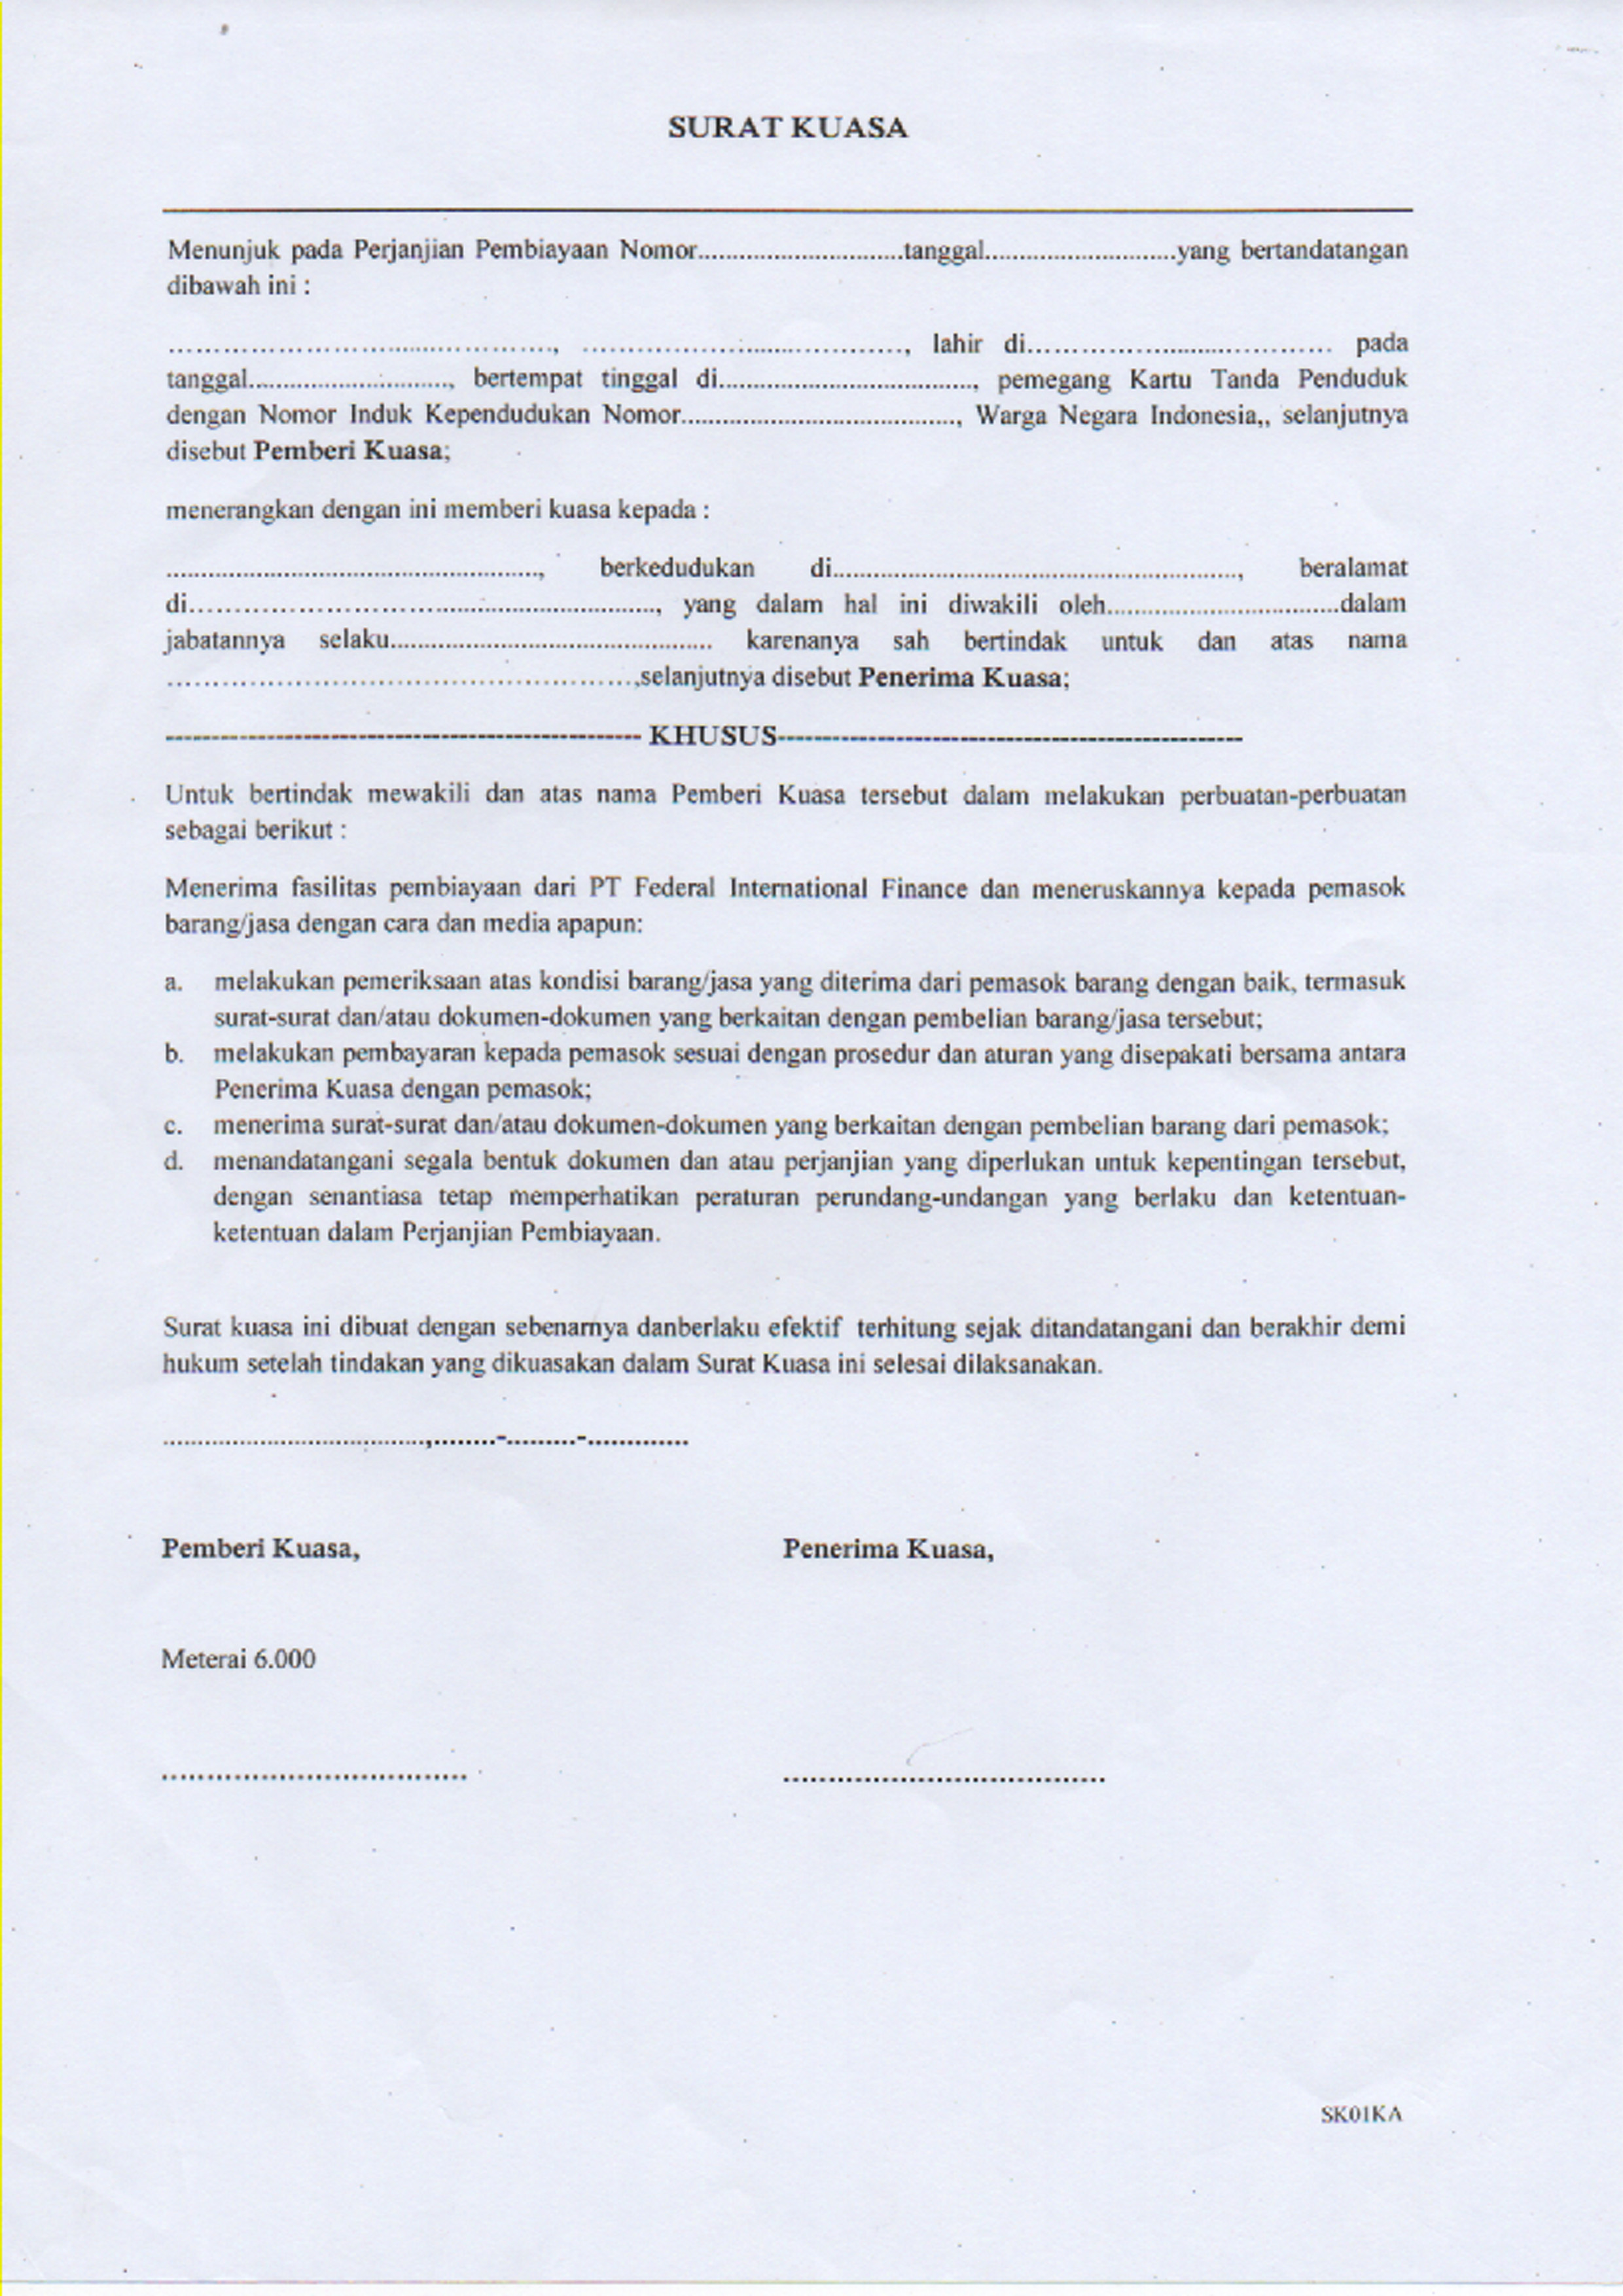 SURAT KUASA
Menunjuk pada Perjanjian Pembiayaan Nomor..............................tanggal............................yang bertandatangan
dibawah ini :
..................................................., .........................................., lahir di........................................ pada
tanggal.............................., bertempat tinggal di....................................., pemegang Kartu Tanda Penduduk
dengan Nomor Induk Kependudukan Nomor........................................, Warga Negara Indonesia,, selanjutnya
disebut Pemberi Kuasa;
menerangkan dengan ini memberi kuasa kepada :
......................................................, berkedudukan di..........................................................., beralamat
di..............................................................., yang dalam hal ini diwakili oleh..................................dalam
jabatannya selaku............................................... karenanya sah bertindak untuk dan atas nama
......................................................,selanjutnya disebut Penerima Kuasa;
---------------------------------------------------- KHUSUS---------------------------------------------------
Untuk bertindak mewakili dan atas nama Pemberi Kuasa tersebut dalam melakukan perbuatan-perbuatan
sebagai berikut :
Menerima fasilitas pembiayaan dari PT Federal International Finance dan meneruskannya kepada pemasok
barang/jasa dengan cara dan media apapun:
a. melakukan pemeriksaan atas kondisi barang/jasa yang diterima dari pemasok barang dengan baik, termasuk
surat-surat dan/atau dokumen-dokumen yang berkaitan dengan pembelian barang/jasa tersebut;
b. melakukan pembayaran kepada pemasok sesuai dengan prosedur dan aturan yang disepakati bersama antara
Penerima Kuasa dengan pemasok;
c. menerima surat-surat dan/atau dokumen-dokumen yang berkaitan dengan pembelian barang dari pemasok;
d. menandatangani segala bentuk dokumen dan atau perjanjian yang diperlukan untuk kepentingan tersebut,
dengan senantiasa tetap memperhatikan peraturan perundang-undangan yang berlaku dan ketentuan-
ketentuan dalam Perjanjian Pembiayaan.
Surat kuasa ini dibuat dengan sebenarnya danberlaku efektif terhitung sejak ditandatangani dan berakhir demi
hukum setelah tindakan yang dikuasakan dalam Surat Kuasa ini selesai dilaksanakan.
......................................,........-.........-.............
Pemberi Kuasa, Penerima Kuasa,
Meterai 6.000
.................................. ....................................
SK01KA